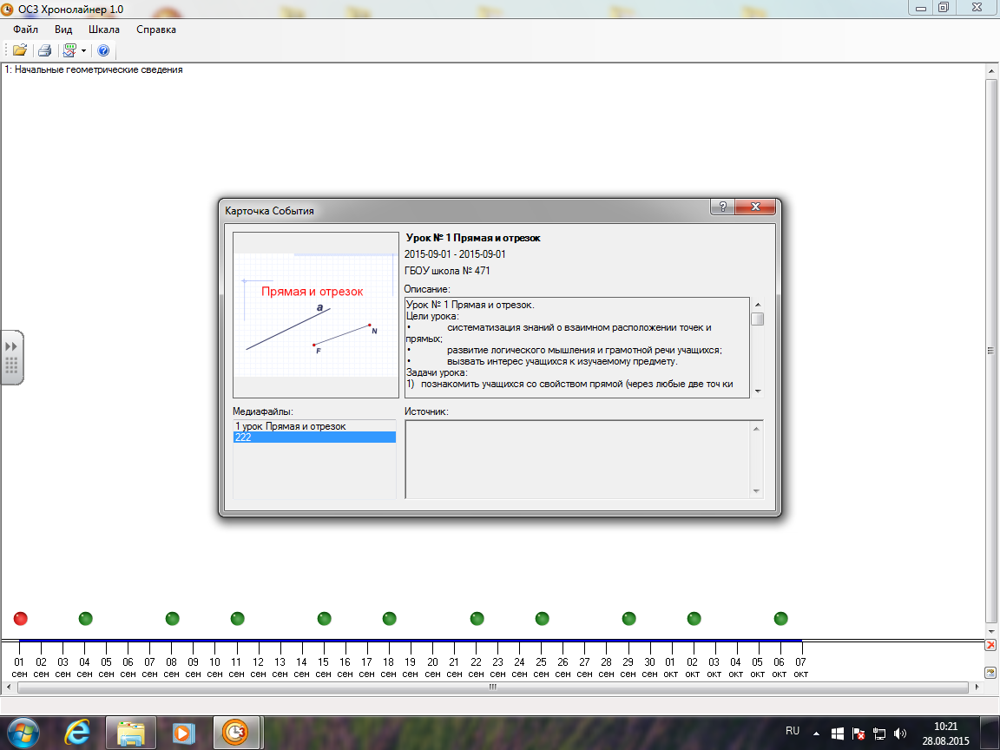 ОС3 Хронолайнер 1.0
Файл Вид Шкала Справка
1: Начальные геометрические сведения
Карточка События
Прямая и отрезок
a
N
F
Урок № 1 Прямая и отрезок
2015-09-01 - 2015-09-01
ГБОУ школа № 471
Описание:
Урок № 1 Прямая и отрезок.
Цели урока:
• систематизация знаний о взаимном расположении точек и
прямых;
• развитие логического мышления и грамотной речи учащихся;
• вызвать интерес учащихся к изучаемому предмету.
Задачи урока:
1) познакомить учащихся со свойством прямой (через любые две точ ки
Медиафайлы:
1 урок Прямая и отрезок
222
Источник:
01 02 03 04 05 06 07 08 09 10 11 12 13 14 15 16 17 18 19 20 21 22 23 24 25 26 27 28 29 30 01 02 03 04 05 06 07
сен сен сен сен сен сен сен сен сен сен сен сен сен сен сен сен сен сен сен сен сен сен сен сен сен сен сен сен сен сен окт окт окт окт окт окт окт
RU
10:21
28.08.2015